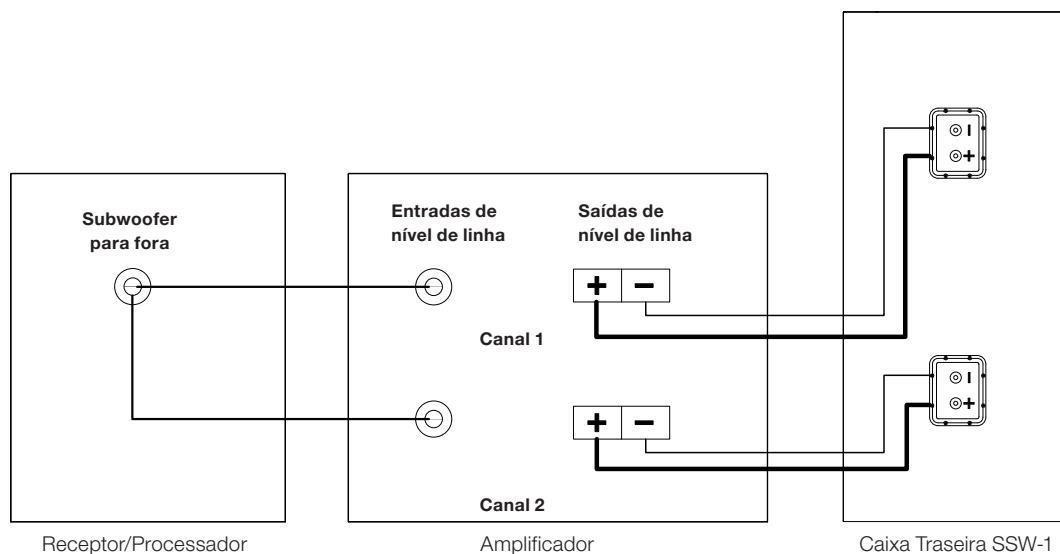 Subwoofer
para fora
Entradas de
nível de linha
Saídas de
nível de linha
+ −
Canal 1
+ −
Canal 2
−
+
−
+
Receptor/Processador
Amplificador
Caixa Traseira SSW-1